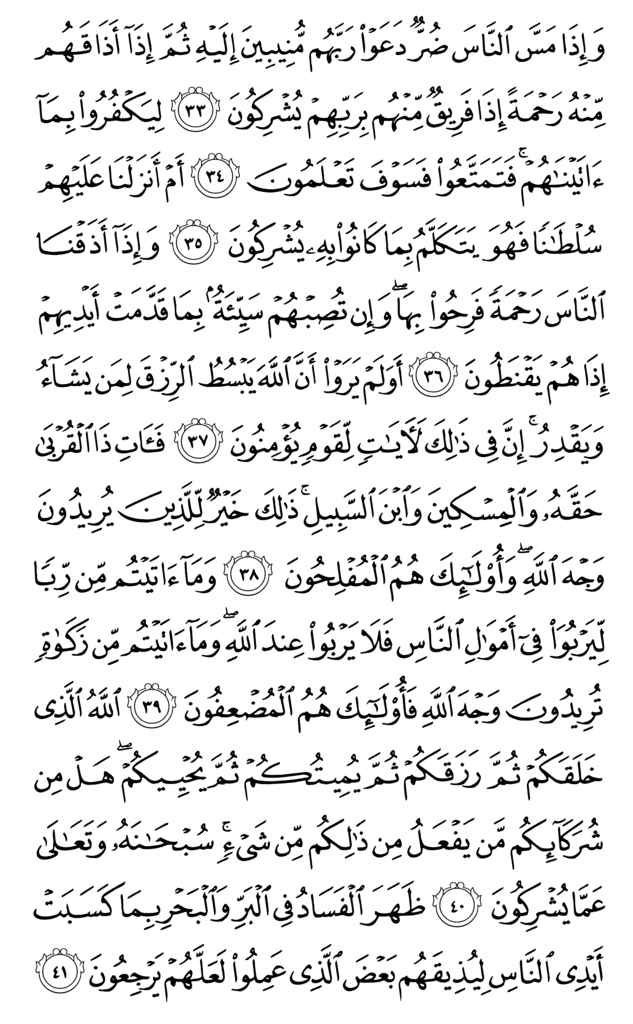 وَإِذَا مَسَّ ٱلنَّاسَ ضُرٌّ دَعَوْا۟ رَبَّهُم مُّنِيبِينَ إِلَيْهِ ثُمَّ إِذَآ أَذَاقَهُم
مِّنْهُ رَحْمَةً إِذَا فَرِيقٌ مِّنْهُم بِرَبِّهِمْ يُشْرِكُونَ ٣٣ لِيَكْفُرُوا۟ بِمَآ
ءَاتَيْنَٰهُمْ ۚ فَتَمَتَّعُوا۟ فَسَوْفَ تَعْلَمُونَ ٣٤ أَمْ أَنزَلْنَا عَلَيْهِمْ
سُلْطَٰنًا فَهُوَ يَتَكَلَّمُ بِمَا كَانُوا۟ بِهِۦ يُشْرِكُونَ ٣٥ وَإِذَآ أَذَقْنَا
ٱلنَّاسَ رَحْمَةً فَرِحُوا۟ بِهَا ۖ وَإِن تُصِبْهُمْ سَيِّئَةٌۢ بِمَا قَدَّمَتْ أَيْدِيهِمْ
إِذَا هُمْ يَقْنَطُونَ ٣٦ أَوَلَمْ يَرَوْا۟ أَنَّ ٱللَّهَ يَبْسُطُ ٱلرِّزْقَ لِمَن يَشَآءُ
وَيَقْدِرُ ۚ إِنَّ فِى ذَٰلِكَ لَءَايَٰتٍ لِّقَوْمٍ يُؤْمِنُونَ ٣٧ فَـَٔاتِ ذَا ٱلْقُرْبَىٰ
حَقَّهُۥ وَٱلْمِسْكِينَ وَٱبْنَ ٱلسَّبِيلِ ۚ ذَٰلِكَ خَيْرٌ لِّلَّذِينَ يُرِيدُونَ
وَجْهَ ٱللَّهِ ۖ وَأُو۟لَٰٓئِكَ هُمُ ٱلْمُفْلِحُونَ ٣٨ وَمَآ ءَاتَيْتُم مِّن رِّبًا
لِّيَرْبُوَا۟ فِىٓ أَمْوَٰلِ ٱلنَّاسِ فَلَا يَرْبُوا۟ عِندَ ٱللَّهِ ۖ وَمَآ ءَاتَيْتُم مِّن زَكَوٰةٍ
تُرِيدُونَ وَجْهَ ٱللَّهِ فَأُو۟لَٰٓئِكَ هُمُ ٱلْمُضْعِفُونَ ٣٩ ٱللَّهُ ٱلَّذِى
خَلَقَكُمْ ثُمَّ رَزَقَكُمْ ثُمَّ يُمِيتُكُمْ ثُمَّ يُحْيِيكُمْ ۖ هَلْ مِن
شُرَكَآئِكُم مَّن يَفْعَلُ مِن ذَٰلِكُم مِّن شَىْءٍ ۚ سُبْحَٰنَهُۥ وَتَعَٰلَىٰ
عَمَّا يُشْرِكُونَ ٤٠ ظَهَرَ ٱلْفَسَادُ فِى ٱلْبَرِّ وَٱلْبَحْرِ بِمَا كَسَبَتْ
أَيْدِى ٱلنَّاسِ لِيُذِيقَهُم بَعْضَ ٱلَّذِى عَمِلُوا۟ لَعَلَّهُمْ يَرْجِعُونَ ٤١